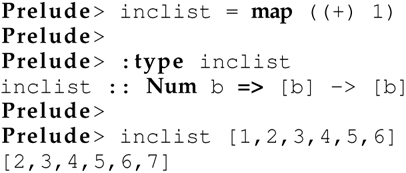 Prelude> inclist = map ((+) 1)
Prelude>
Prelude> :type inclist
inclist :: Num b => [b] -> [b]
Prelude>
Prelude> inclist [1,2,3,4,5,6]
[2,3,4,5,6,7]